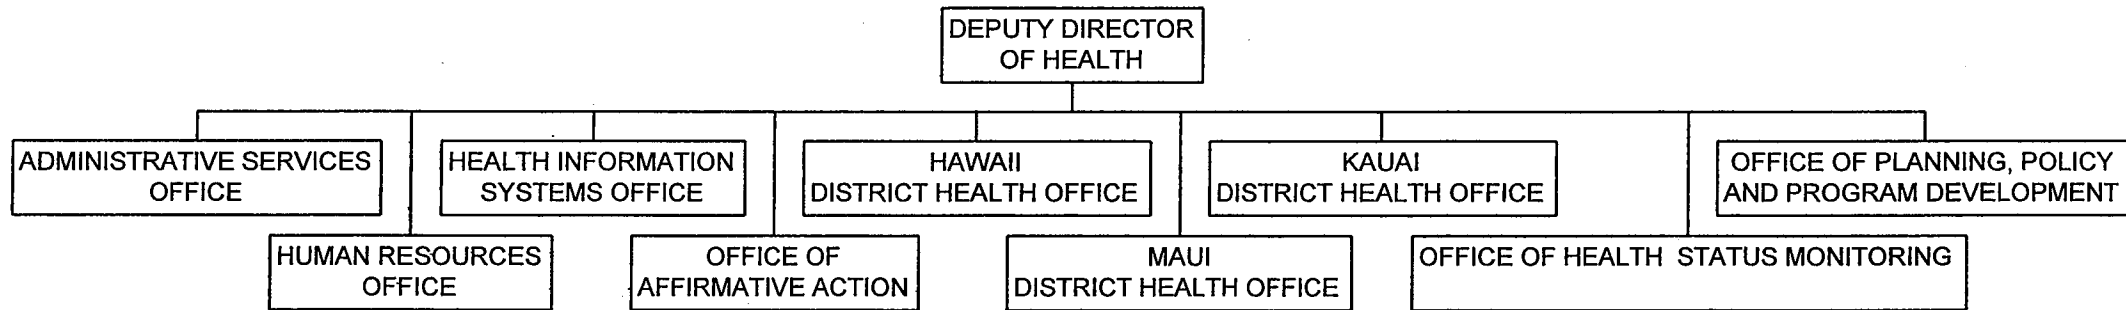 DEPUTY DIRECTOR
OF HEALTH
ADMINISTRATIVE SERVICES
OFFICE
HEALTH INFORMATION
SYSTEMS OFFICE
HAWAII
DISTRICT HEALTH OFFICE
KAUAI
DISTRICT HEALTH OFFICE
OFFICE OF PLANNING, POLICY
AND PROGRAM DEVELOPMENT
HUMAN RESOURCES
OFFICE
OFFICE OF
AFFIRMATIVE ACTION
MAUI
DISTRICT HEALTH OFFICE
OFFICE OF HEALTH STATUS MONITORING